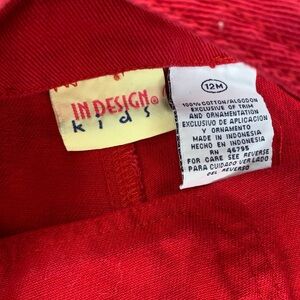 IN DESIGN®
kids
12M
100% COTTON/ALGODON
EXCLUSIVE OF TRIM
AND ORNAMENTATION
EXCLUSIVO DE APLICACION
Y ORNAMENTO
MADE IN INDONESIA
HECHO EN INDONESIA
RN 46795
FOR CARE SEE REVERSE
PARA CUIDADO VER LADO
DEL REVERSO